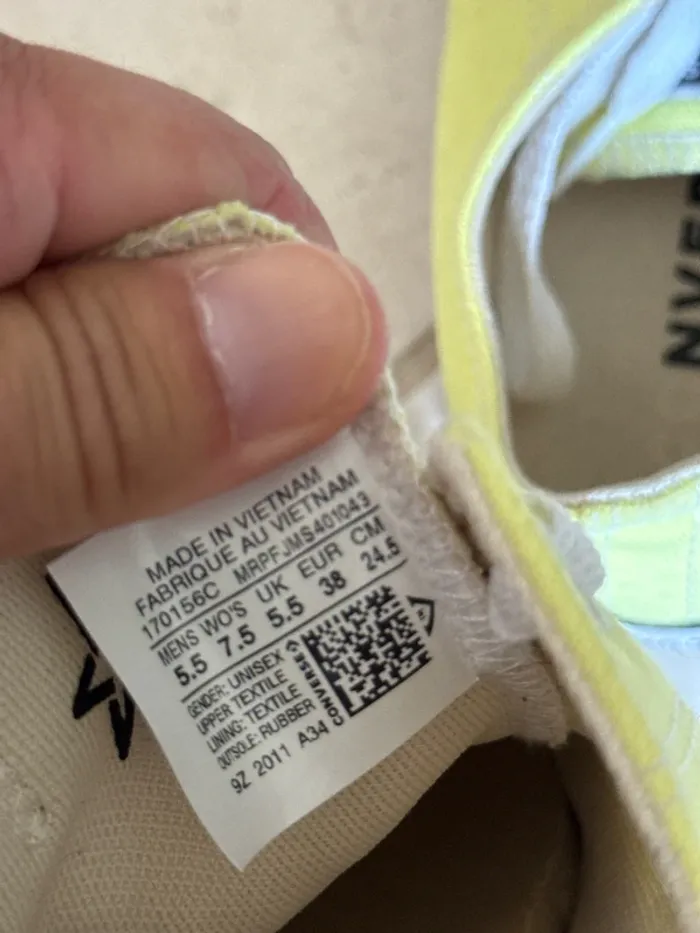 MADE IN VIETNAM
FABRIQUE AU VIETNAM
170156C MRPFJMS401043
MENS WO'S UK EUR CM
5.5 7.5 5.5 38 24.5
GENDER: UNISEX
UPPER TEXTILE
LINING: TEXTILE
OUTSOLE: RUBBER
9Z 2011 A34
CONVERSE
NVE